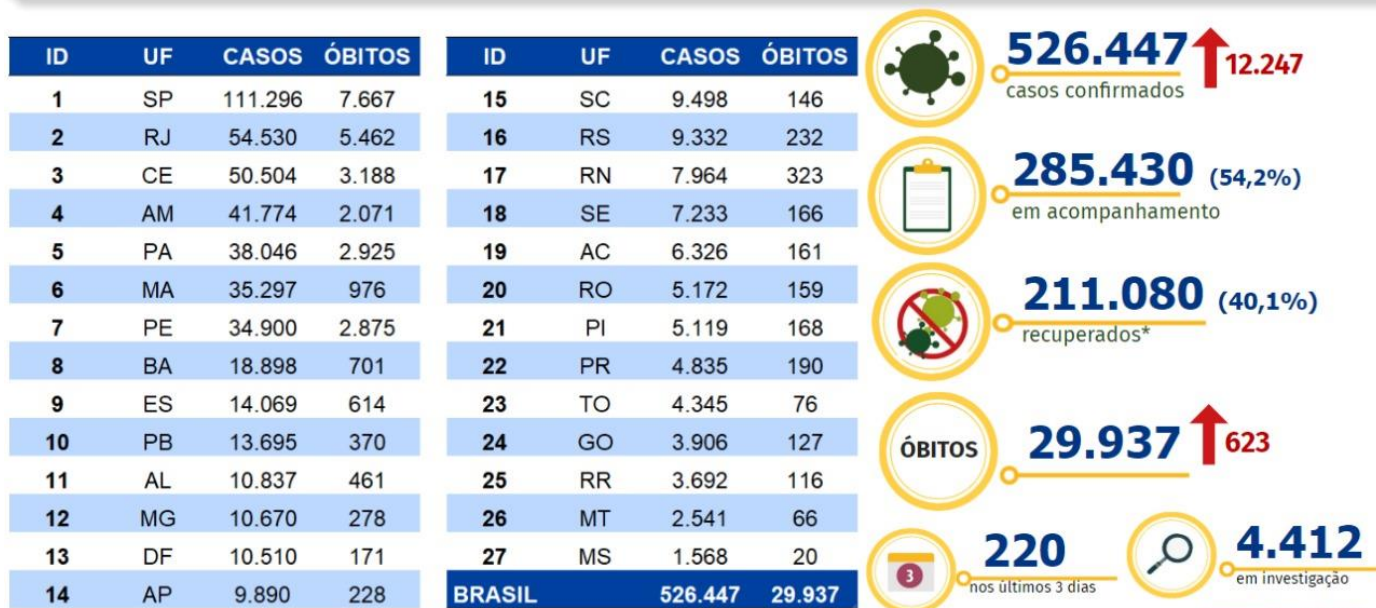 ID UF CASOS ÓBITOS
1 SP 111.296 7.667
2 RJ 54.530 5.462
3 CE 50.504 3.188
4 AM 41.774 2.071
5 PA 38.046 2.925
6 MA 35.297 976
7 PE 34.900 2.875
8 BA 18.898 701
9 ES 14.069 614
10 PB 13.695 370
11 AL 10.837 461
12 MG 10.670 278
13 DF 10.510 171
14 AP 9.890 228
ID UF CASOS ÓBITOS
15 SC 9.498 146
16 RS 9.332 232
17 RN 7.964 323
18 SE 7.233 166
19 AC 6.326 161
20 RO 5.172 159
21 PI 5.119 168
22 PR 4.835 190
23 TO 4.345 76
24 GO 3.906 127
25 RR 3.692 116
26 MT 2.541 66
27 MS 1.568 20
BRASIL 526.447 29.937
526.447 12.247
casos confirmados
285.430 (54,2%)
em acompanhamento
211.080 (40,1%)
recuperados*
ÓBITOS 29.937 623
3 220
nos últimos 3 dias
4.412
em investigação